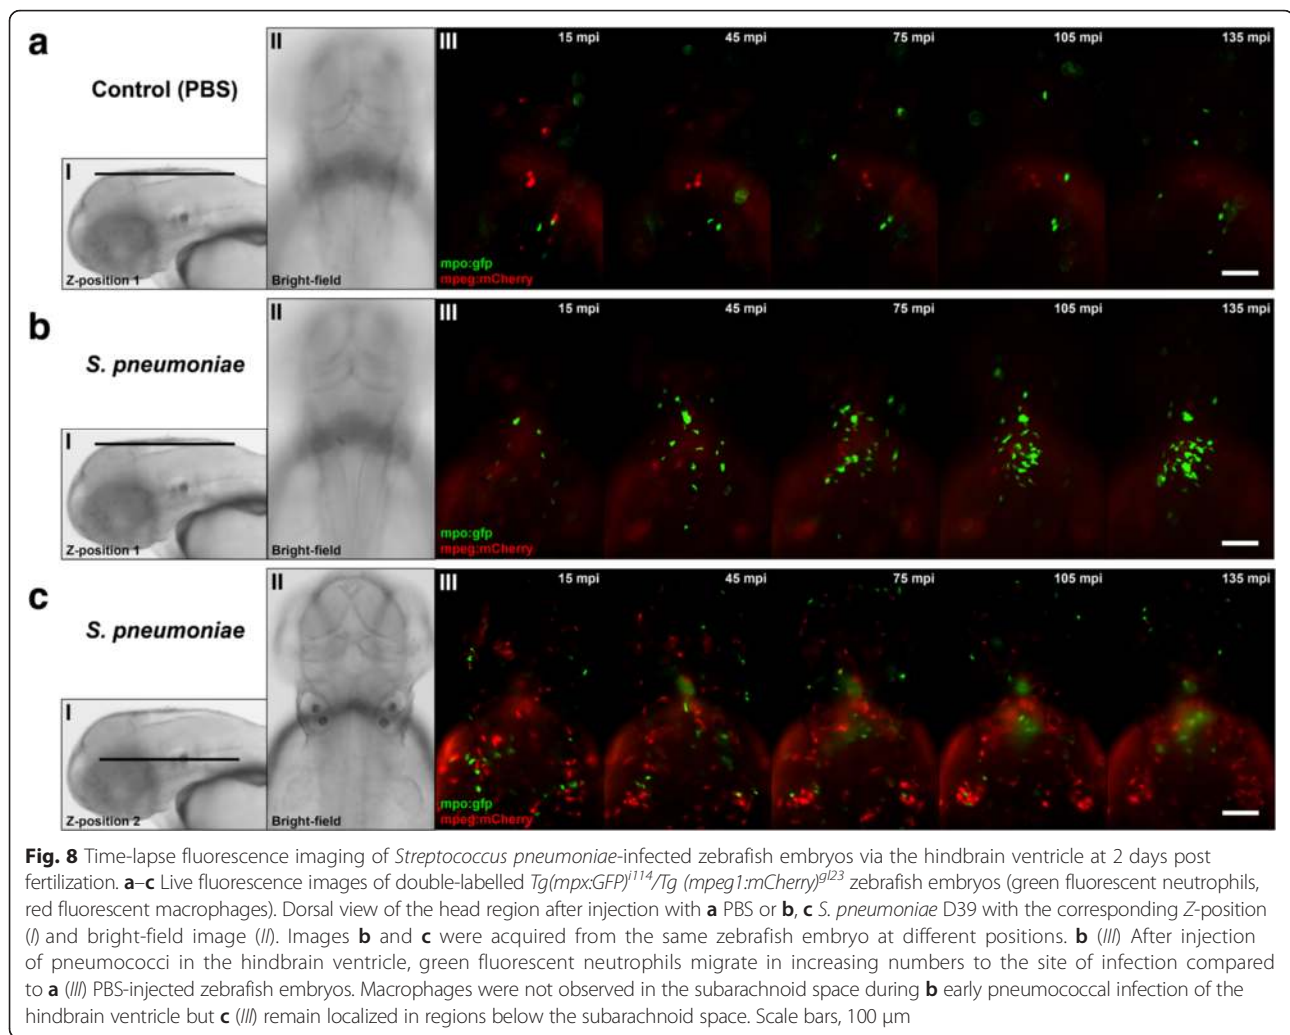 a
Control (PBS)
I
Z-position 1
II
Bright-field
III
15 mpi
45 mpi
75 mpi
105 mpi
135 mpi
mpo:gfp
mpeg:mCherry
b
S. pneumoniae
I
Z-position 1
II
Bright-field
III
15 mpi
45 mpi
75 mpi
105 mpi
135 mpi
mpo:gfp
mpeg:mCherry
c
S. pneumoniae
I
Z-position 2
II
Bright-field
III
15 mpi
45 mpi
75 mpi
105 mpi
135 mpi
mpo:gfp
mpeg:mCherry
Fig. 8 Time-lapse fluorescence imaging of Streptococcus pneumoniae-infected zebrafish embryos via the hindbrain ventricle at 2 days post
fertilization. a–c Live fluorescence images of double-labelled Tg(mpx:GFP)i114/Tg (mpeg1:mCherry)gl23 zebrafish embryos (green fluorescent neutrophils,
red fluorescent macrophages). Dorsal view of the head region after injection with a PBS or b, c S. pneumoniae D39 with the corresponding Z-position
(I) and bright-field image (II). Images b and c were acquired from the same zebrafish embryo at different positions. b (III) After injection
of pneumococci in the hindbrain ventricle, green fluorescent neutrophils migrate in increasing numbers to the site of infection compared
to a (III) PBS-injected zebrafish embryos. Macrophages were not observed in the subarachnoid space during b early pneumococcal infection of the
hindbrain ventricle but c (III) remain localized in regions below the subarachnoid space. Scale bars, 100 μm